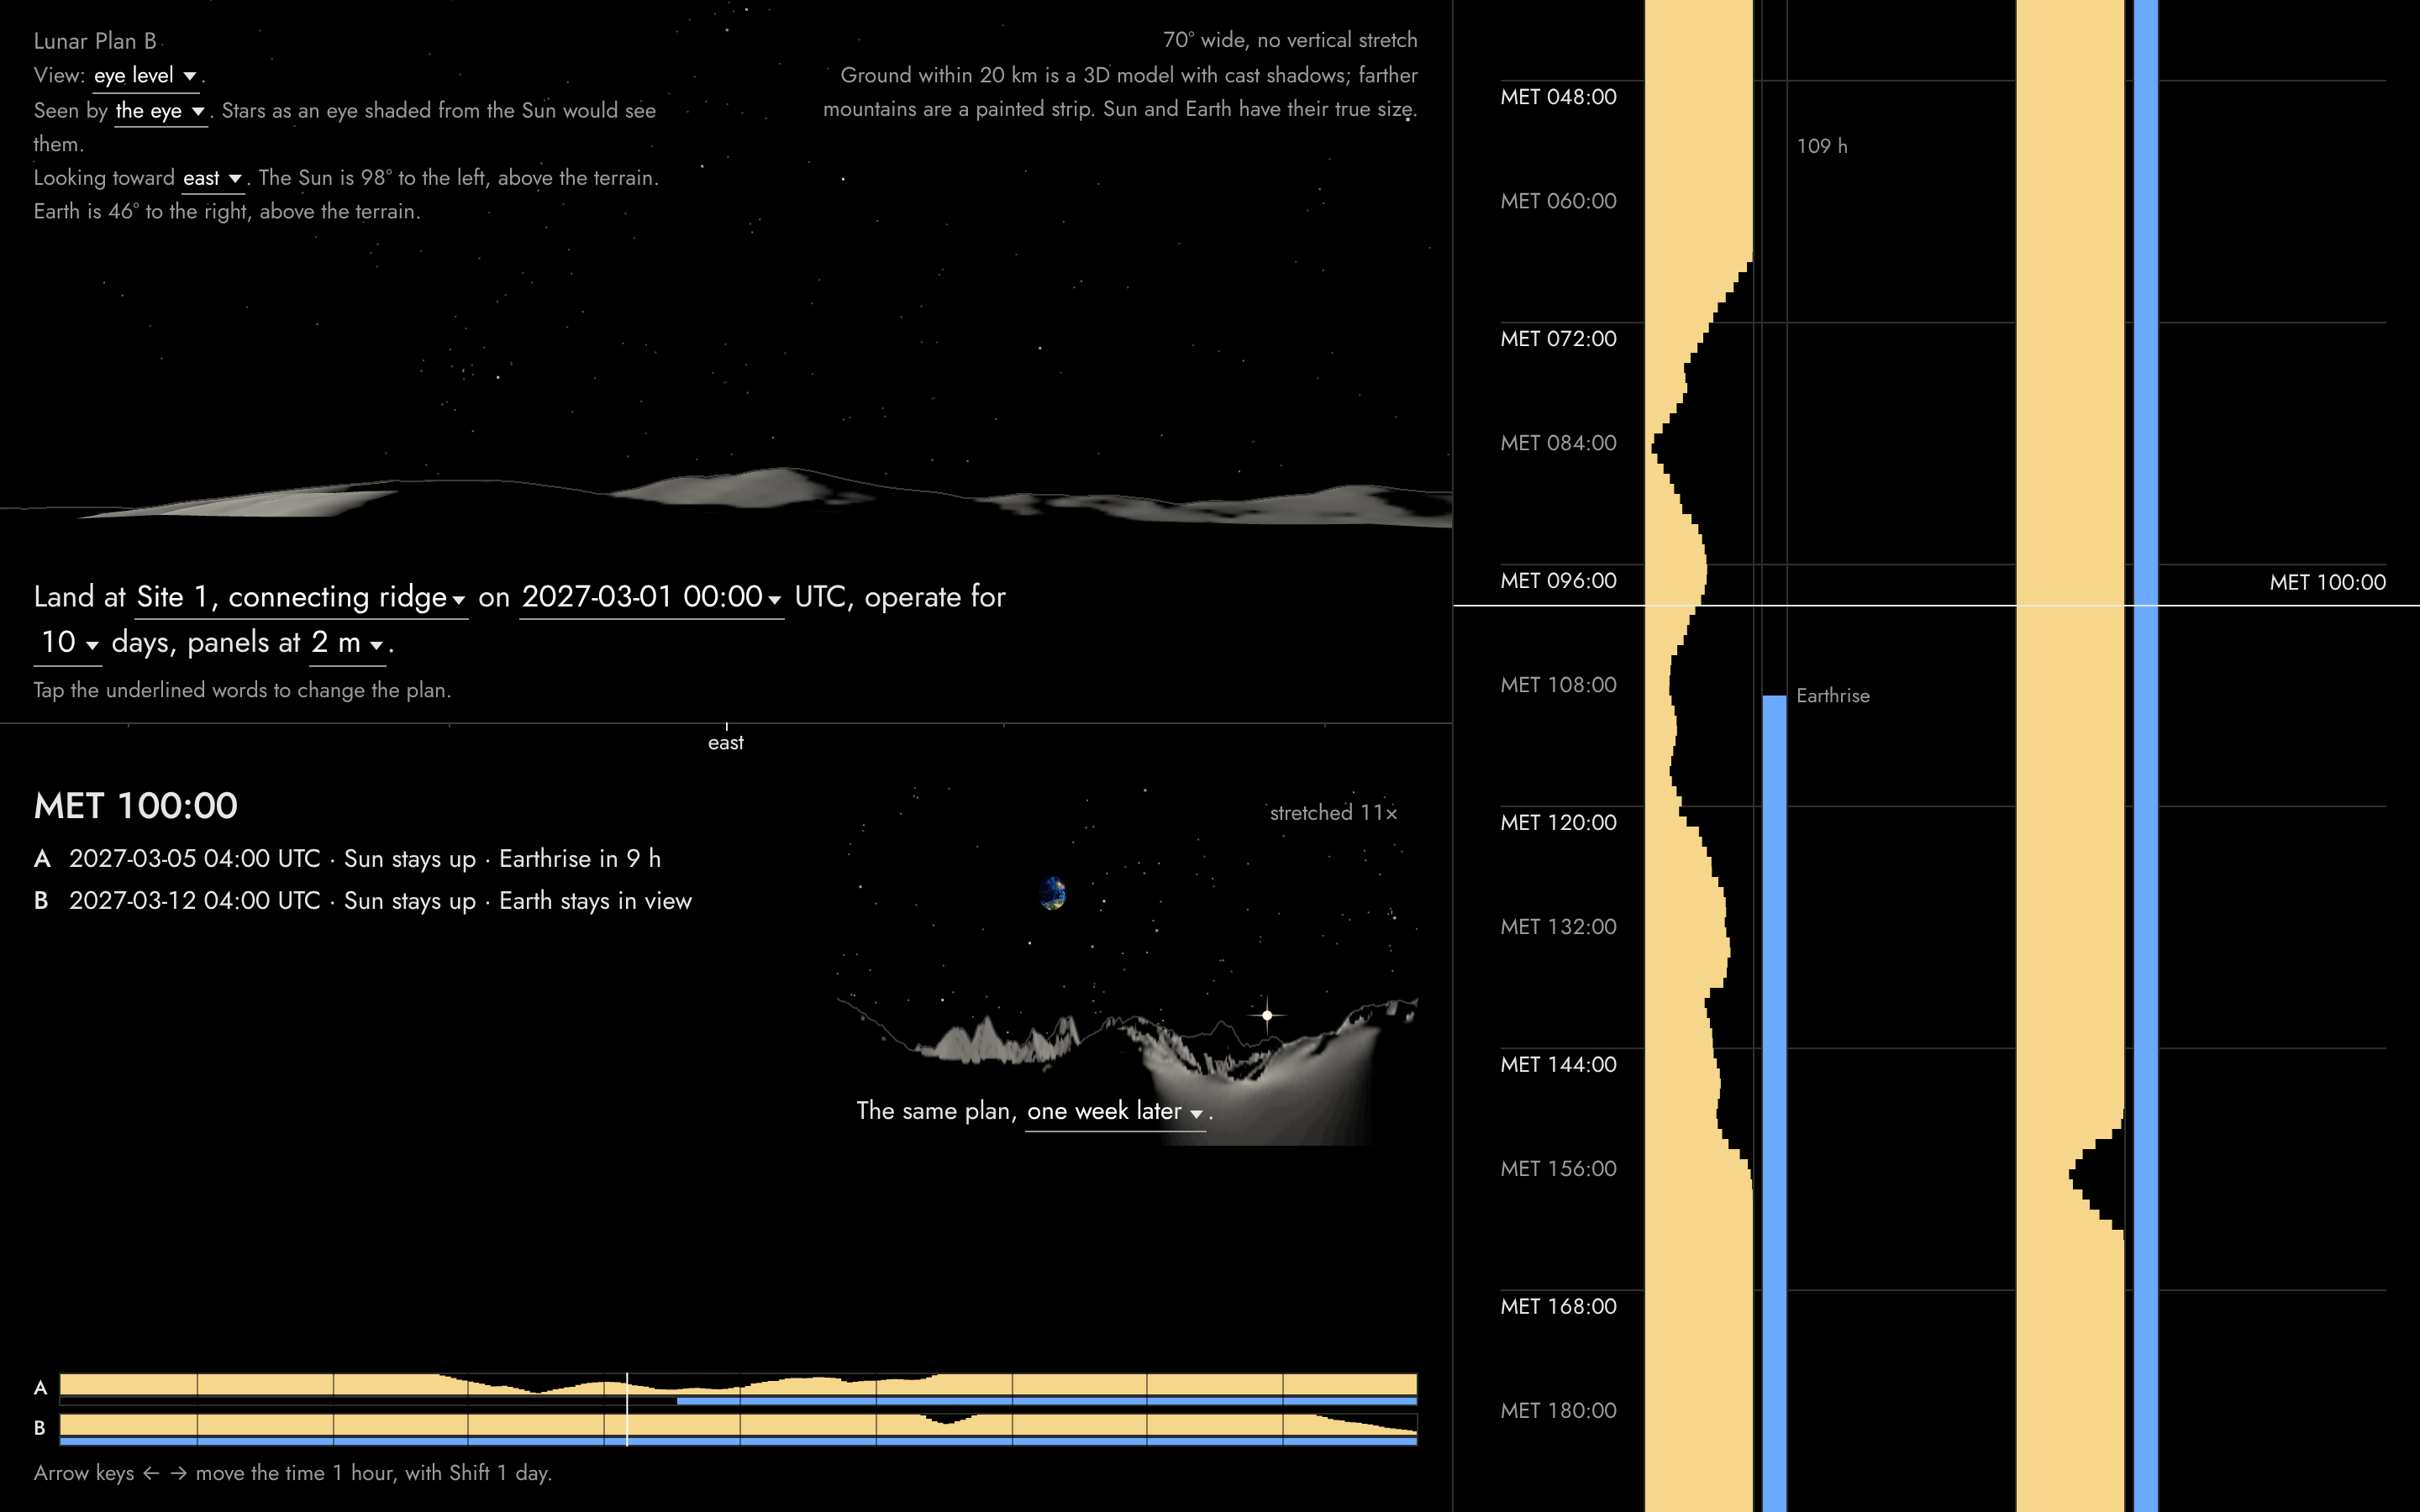 Lunar Plan B
View: eye level ▼.
Seen by the eye ▼. Stars as an eye shaded from the Sun would see
them.
Looking toward east ▼. The Sun is 98° to the left, above the terrain.
Earth is 46° to the right, above the terrain.
70° wide, no vertical stretch
Ground within 20 km is a 3D model with cast shadows; farther
mountains are a painted strip. Sun and Earth have their true size.
Land at Site 1, connecting ridge ▼ on 2027-03-01 00:00 ▼ UTC, operate for
10 ▼ days, panels at 2 m ▼.
Tap the underlined words to change the plan.
east
MET 100:00
A 2027-03-05 04:00 UTC · Sun stays up · Earthrise in 9 h
B 2027-03-12 04:00 UTC · Sun stays up · Earth stays in view
stretched 11×
The same plan, one week later ▼.
A
B
Arrow keys ← → move the time 1 hour, with Shift 1 day.
MET 048:00
109 h
MET 060:00
MET 072:00
MET 084:00
MET 096:00
MET 100:00
MET 108:00
Earthrise
MET 120:00
MET 132:00
MET 144:00
MET 156:00
MET 168:00
MET 180:00